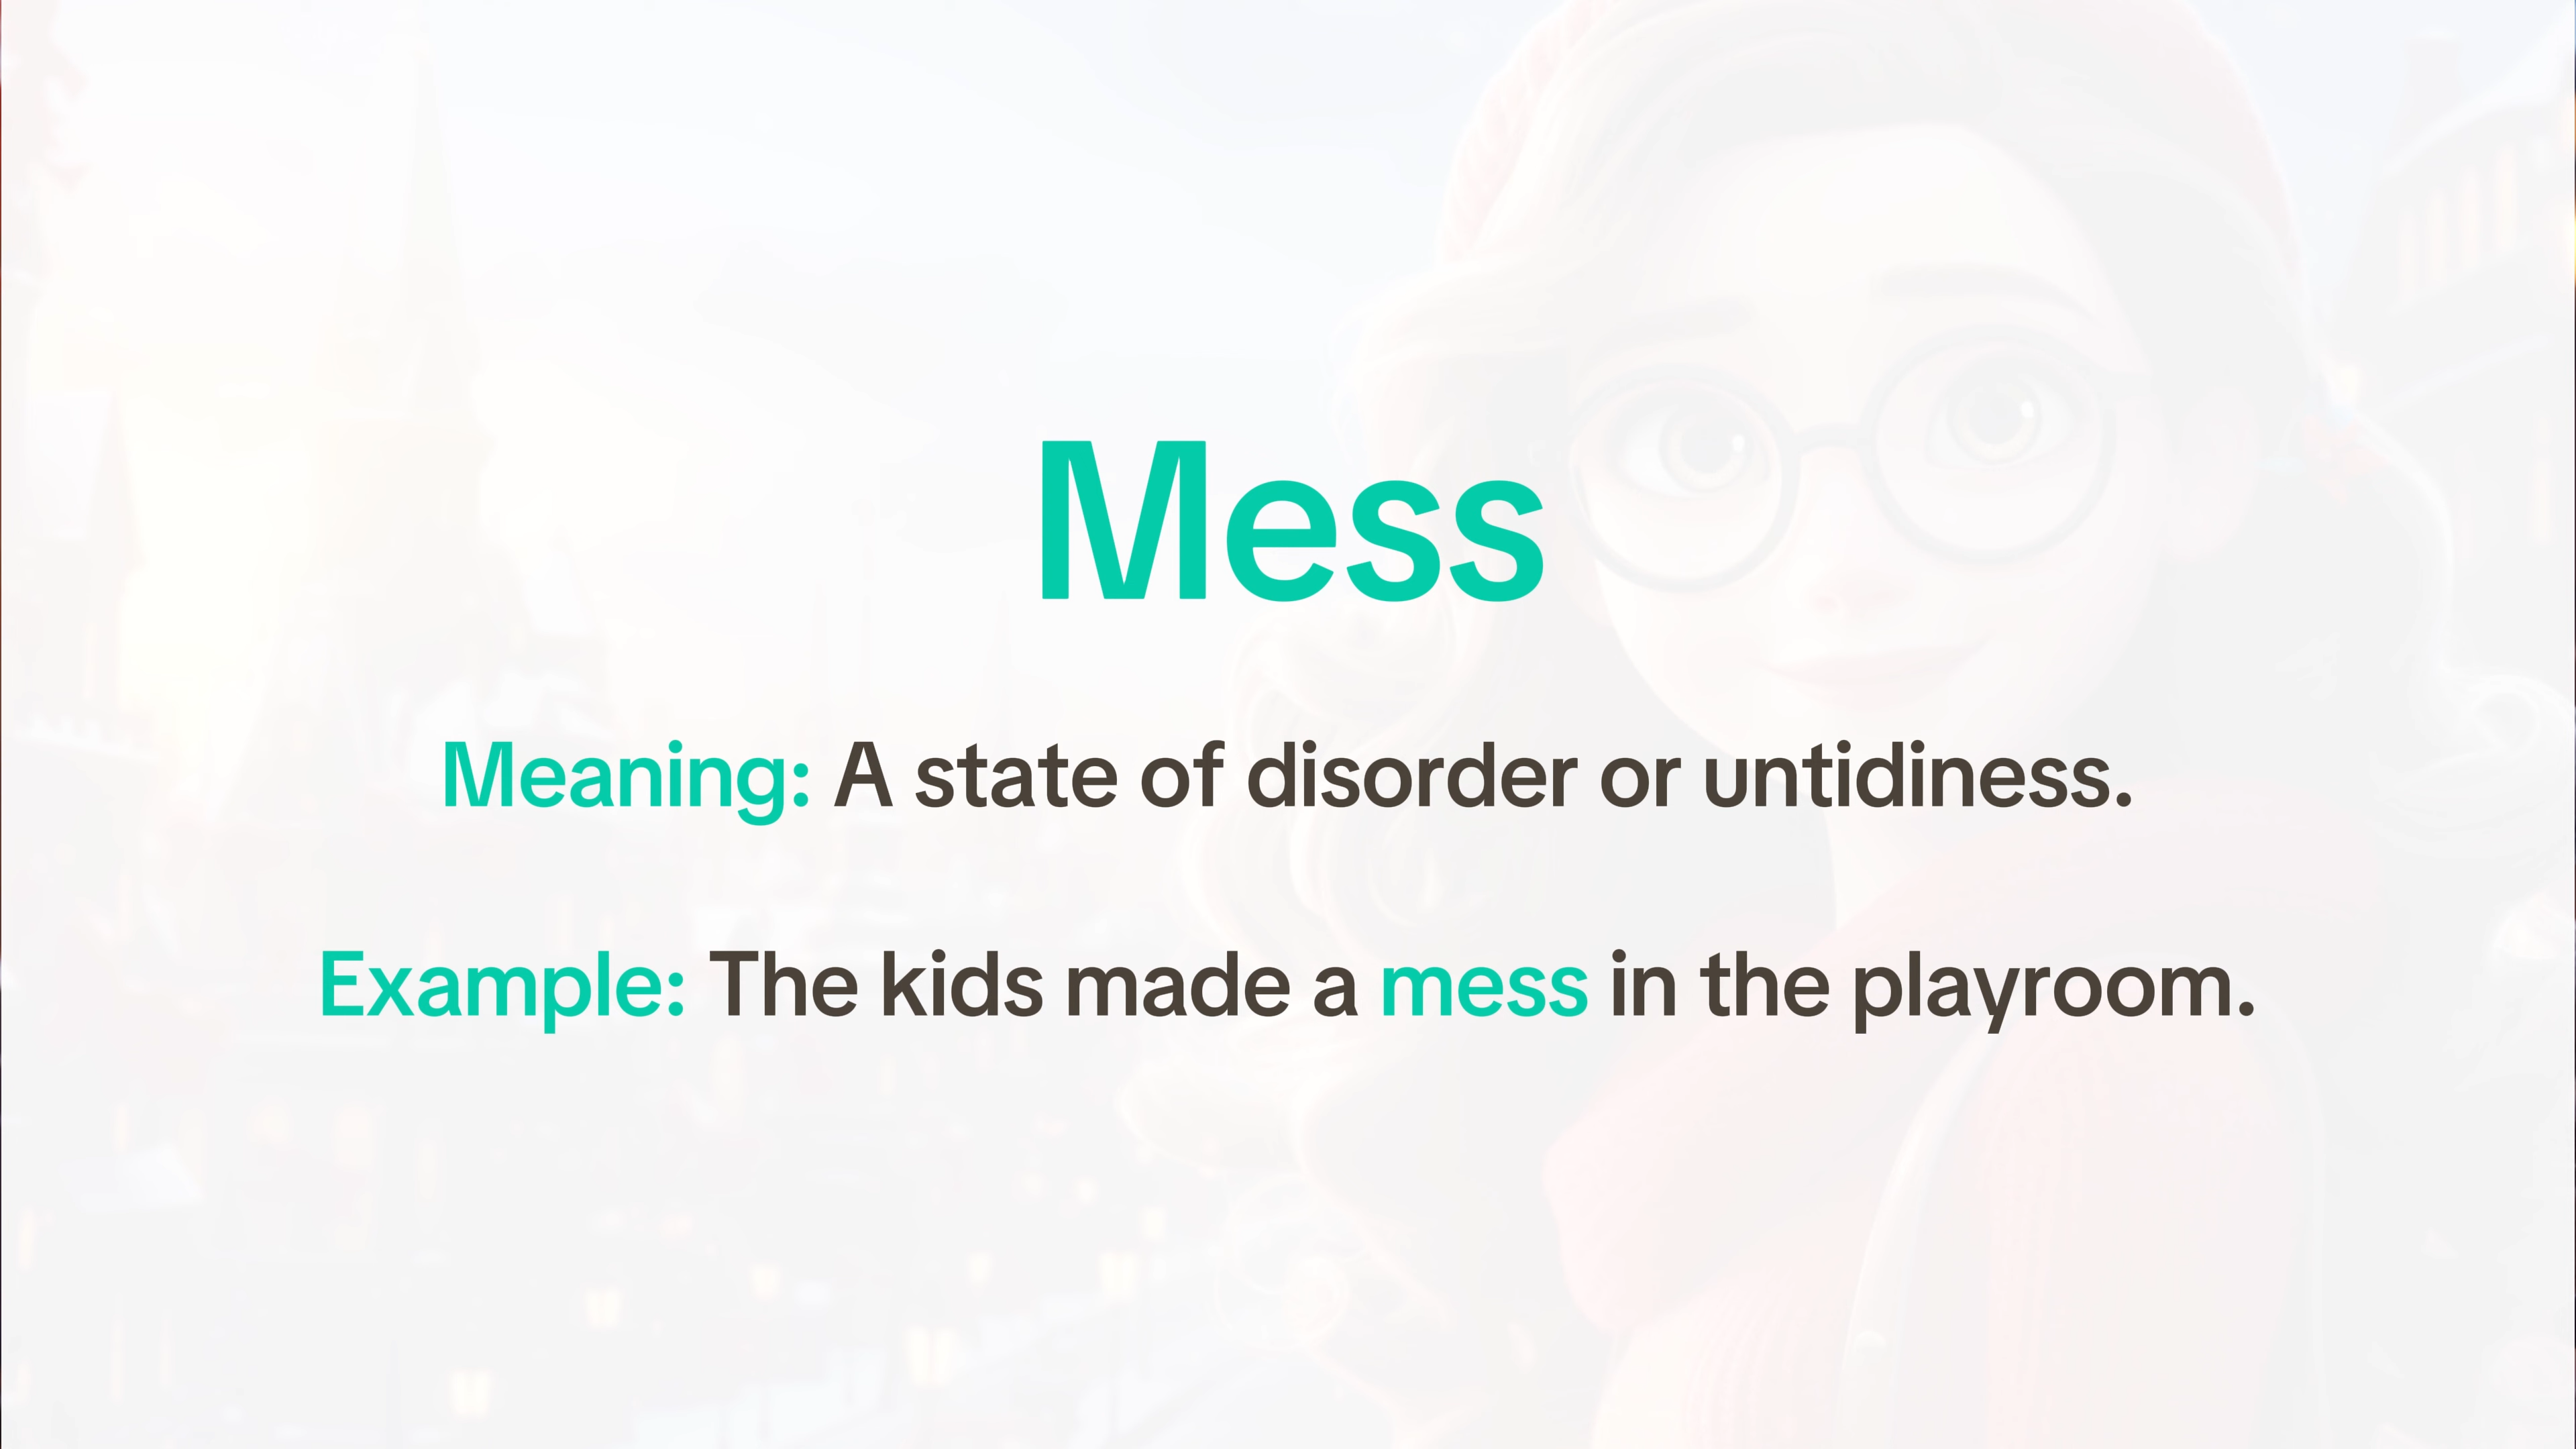 Mess
Meaning: A state of disorder or untidiness.
Example: The kids made a mess in the playroom.